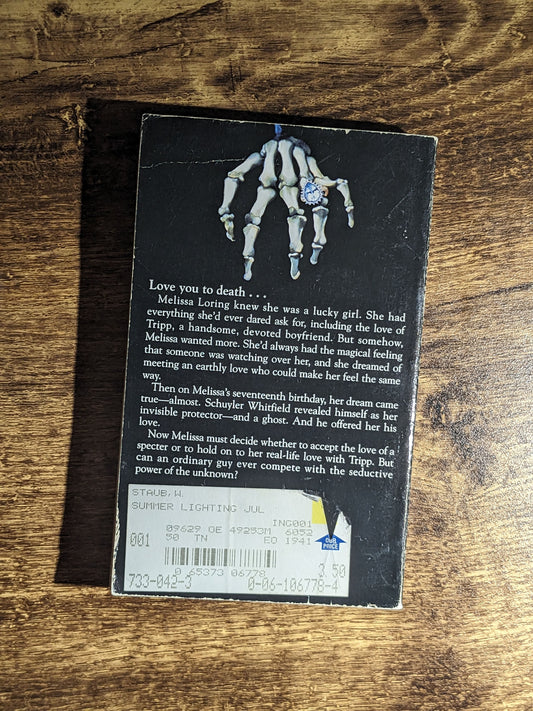 Love you to death . . .
Melissa Loring knew she was a lucky girl. She had
everything she'd ever dared ask for, including the love of
Tripp, a handsome, devoted boyfriend. But somehow,
Melissa wanted more. She'd always had the magical feeling
that someone was watching over her, and she dreamed of
meeting an earthly love who could make her feel the same
way.
Then on Melissa's seventeenth birthday, her dream came
true—almost. Schuyler Whitfield revealed himself as her
invisible protector—and a ghost. And he offered her his
love.
Now Melissa must decide whether to accept the love of a
specter or to hold on to her real-life love with Tripp. But
can an ordinary guy ever compete with the seductive
power of the unknown?
STAUB,W.
SUMMER LIGHTING JUL
ING001
09629 OE 49253M 6052
001 50 TN EO 1941
OUR
PRICE
0 65373 06778 3.50
733-042-3 0-06-106778-4